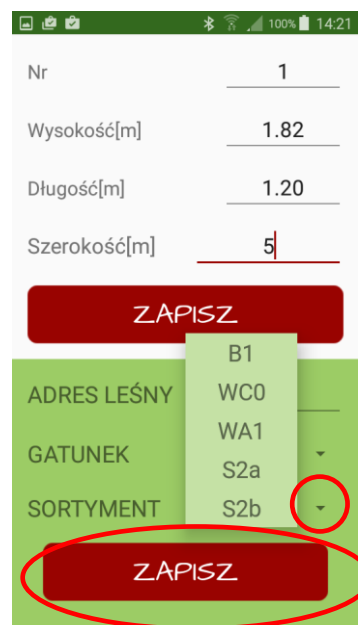 100% 14:21
Nr 1
Wysokość[m] 1.82
Długość[m] 1.20
Szerokość[m] 5
ZAPISZ
B1
ADRES LEŚNY WC0
WA1
GATUNEK
S2a
SORTYMENT S2b
ZAPISZ